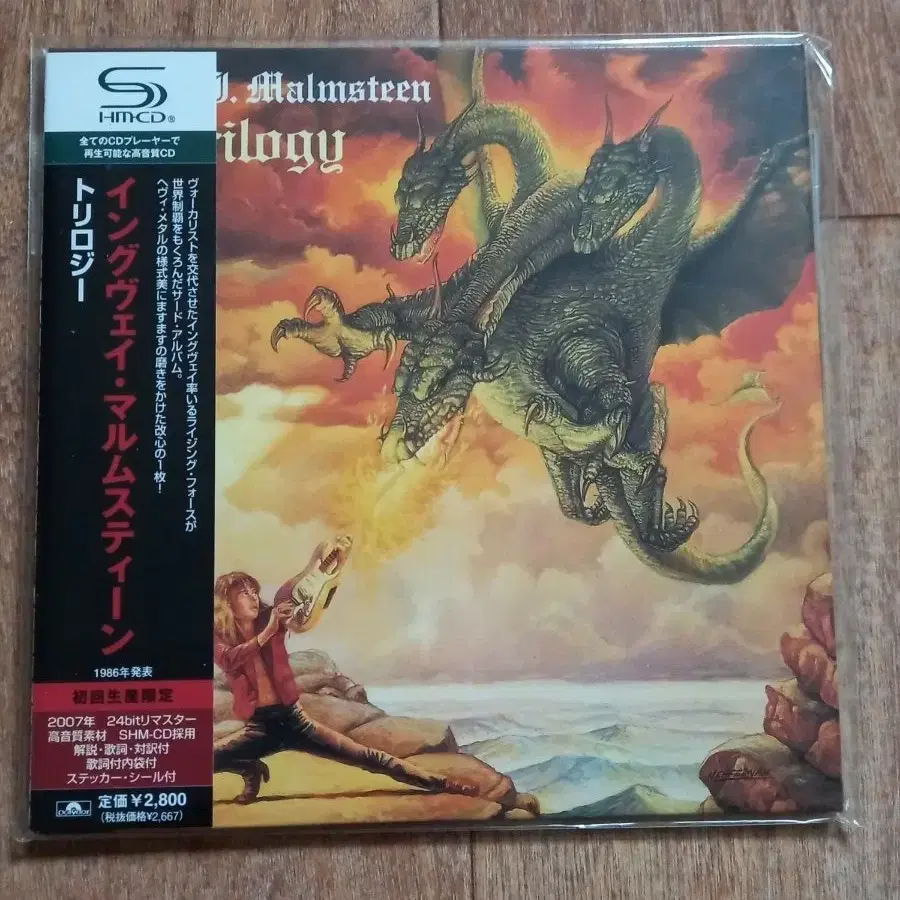 SHM-CD®
全てのCDプレーヤーで
再生可能な高音質CD
J. Malmsteen
rilogy
ヴォーカリストを交代させたイングヴェイ率いるライジング・フォースが
世界制覇をもくろんだサード・アルバム。
ヘヴィ・メタルの様式美にますますの磨きをかけた改心の1枚!
イングヴェイ・マルムスティーン
トリロジー
1986年発表
初回生産限定
2007年 24bitリマスター
高音質素材 SHM-CD採用
解説・歌詞・対訳付
歌詞付内袋付
ステッカー・シール付
polydor
定価¥2,800
(税抜価格¥2,667)